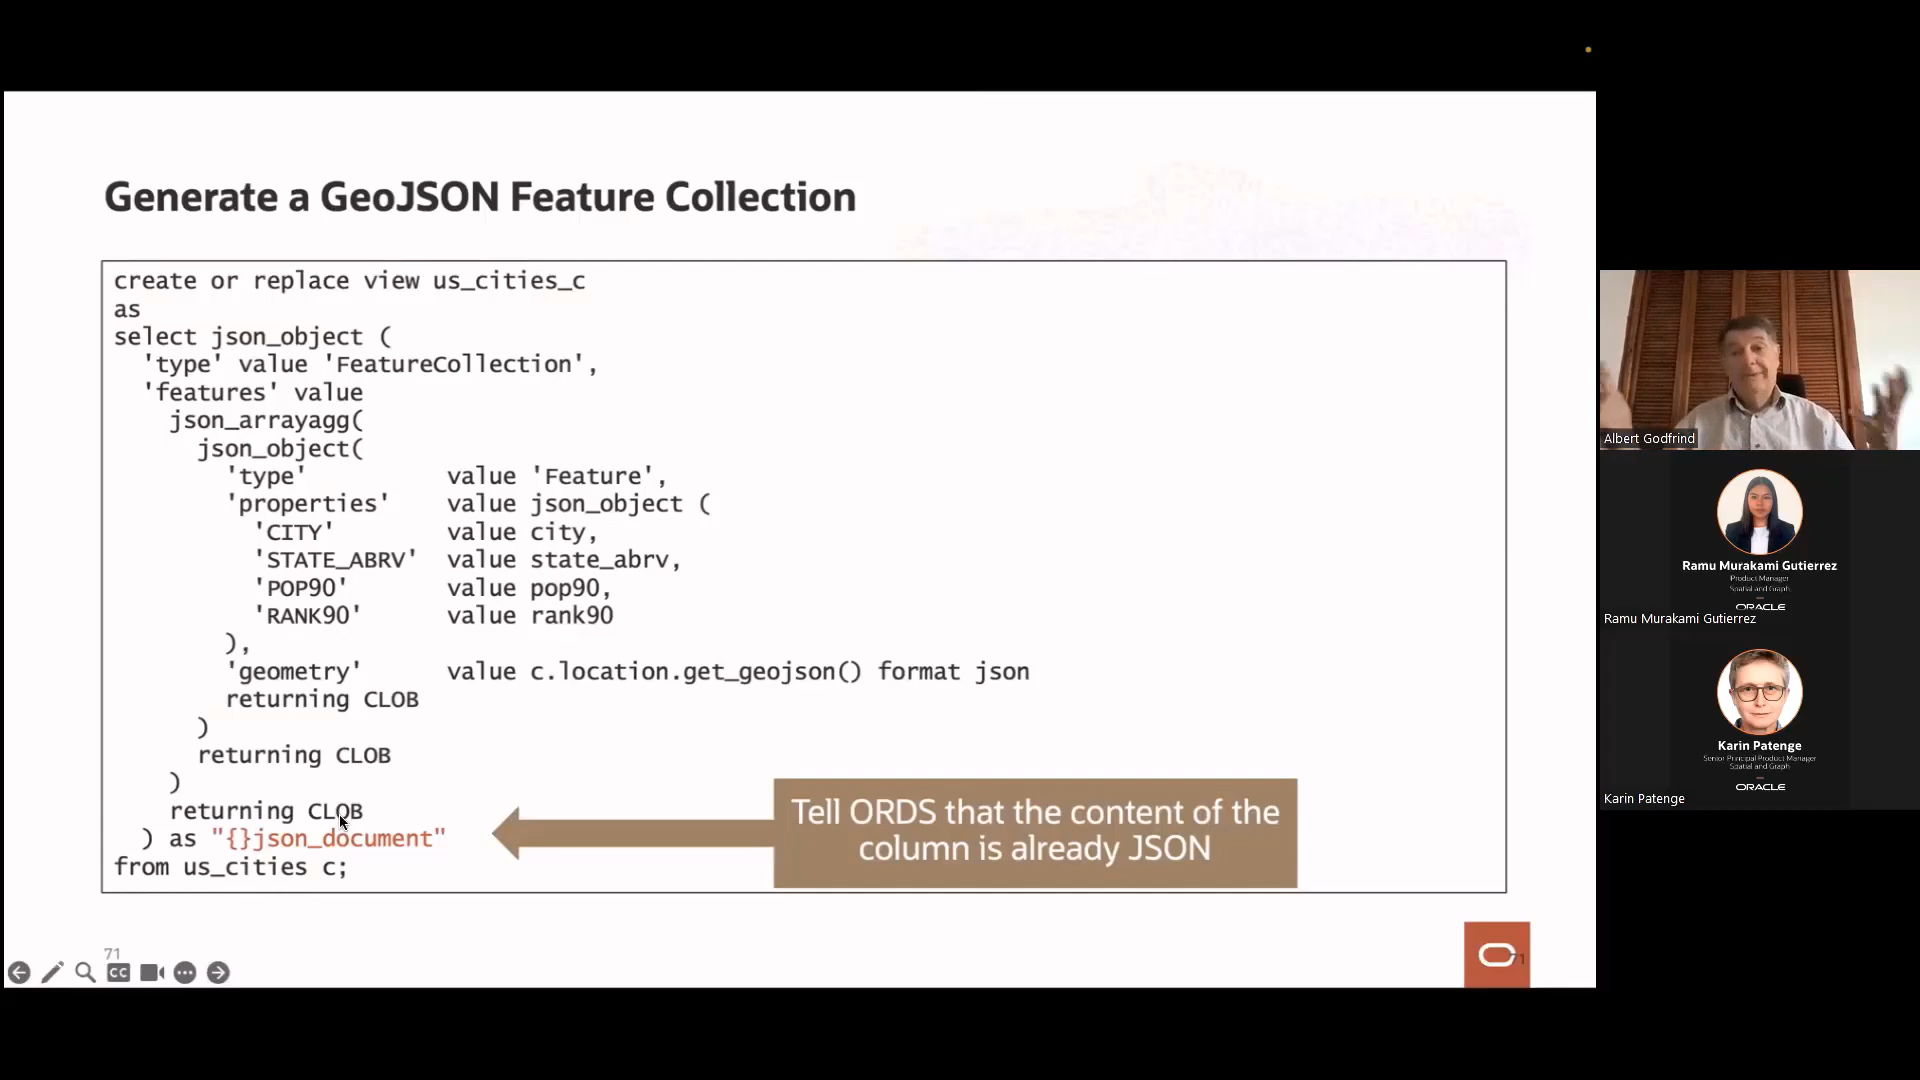 Generate a GeoJSON Feature Collection
create or replace view us_cities_c
as
select json_object (
'type' value 'FeatureCollection',
'features' value
json_arrayagg(
json_object(
'type' value 'Feature',
'properties' value json_object (
'CITY' value city,
'STATE_ABRV' value state_abrv,
'POP90' value pop90,
'RANK90' value rank90
),
'geometry' value c.location.get_geojson() format json
returning CLOB
)
returning CLOB
)
returning CLOB
) as "{}json_document"
from us_cities c;
Tell ORDS that the content of the
column is already JSON
71
CC
71
Albert Godfrind
Ramu Murakami Gutierrez
Product Manager
Spatial and Graph
ORACLE
Ramu Murakami Gutierrez
Karin Patenge
Senior Principal Product Manager
Spatial and Graph
ORACLE
Karin Patenge